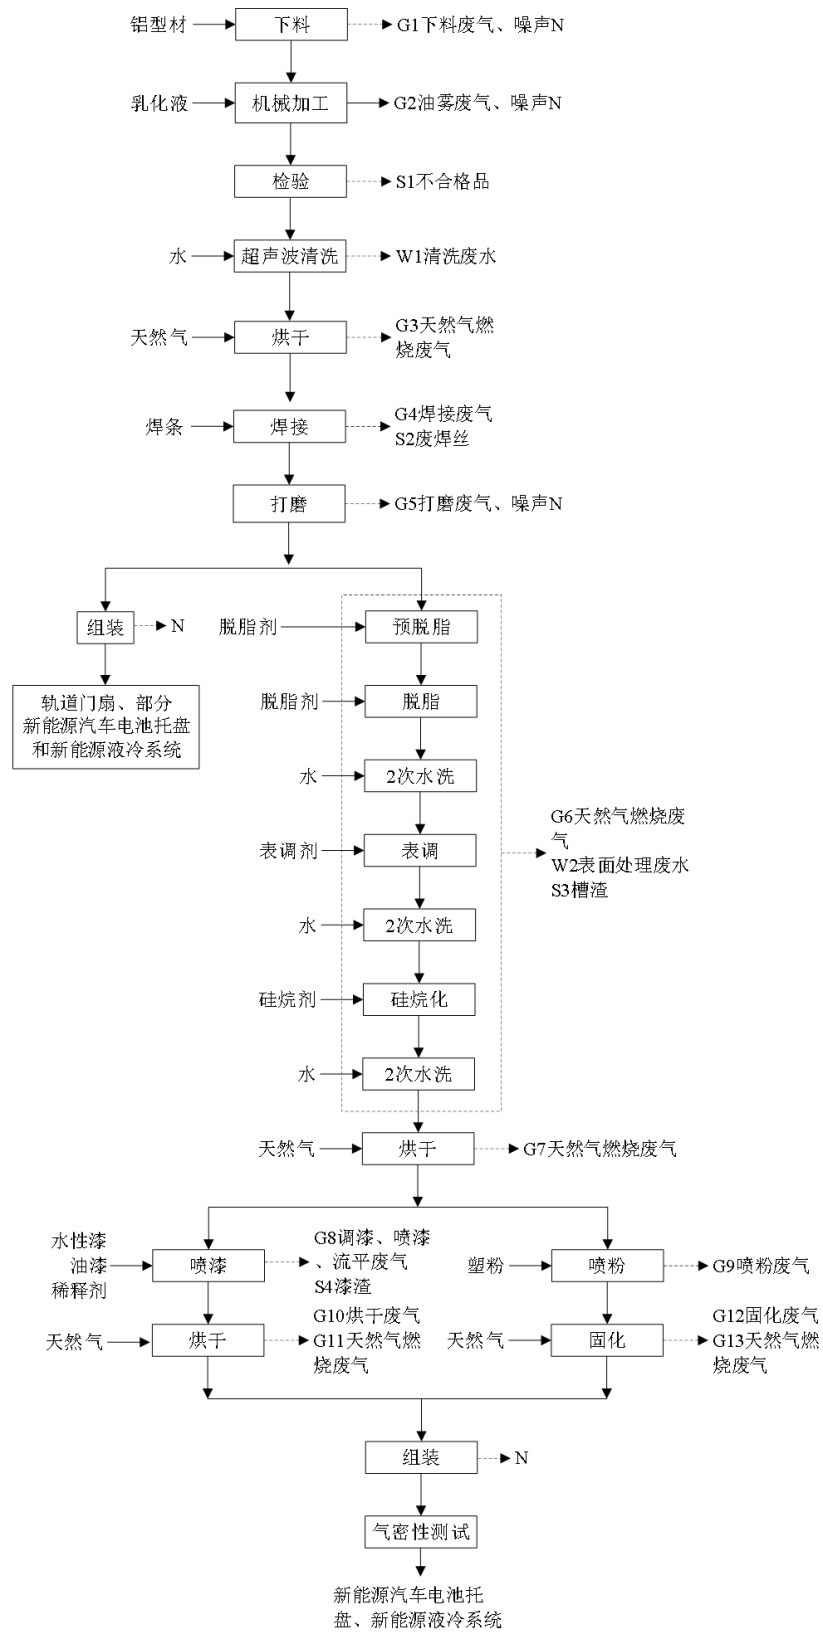 铝型材
下料
G1下料废气、噪声N
乳化液
机械加工
G2油雾废气、噪声N
检验
S1不合格品
水
超声波清洗
W1清洗废水
天然气
烘干
G3天然气燃
烧废气
焊条
焊接
G4焊接废气
S2废焊丝
打磨
G5打磨废气、噪声N
组装
N
轨道门扇、部分
新能源汽车电池托盘
和新能源液冷系统
脱脂剂
预脱脂
脱脂剂
脱脂
水
2次水洗
表调剂
表调
水
2次水洗
硅烷剂
硅烷化
水
2次水洗
G6天然气燃烧废
气
W2表面处理废水
S3槽渣
天然气
烘干
G7天然气燃烧废气
水性漆
油漆
稀释剂
喷漆
G8调漆、喷漆
、流平废气
S4漆渣
塑粉
喷粉
G9喷粉废气
天然气
烘干
G10烘干废气
G11天然气燃
烧废气
天然气
固化
G12固化废气
G13天然气燃
烧废气
组装
N
气密性测试
新能源汽车电池托
盘、新能源液冷系统